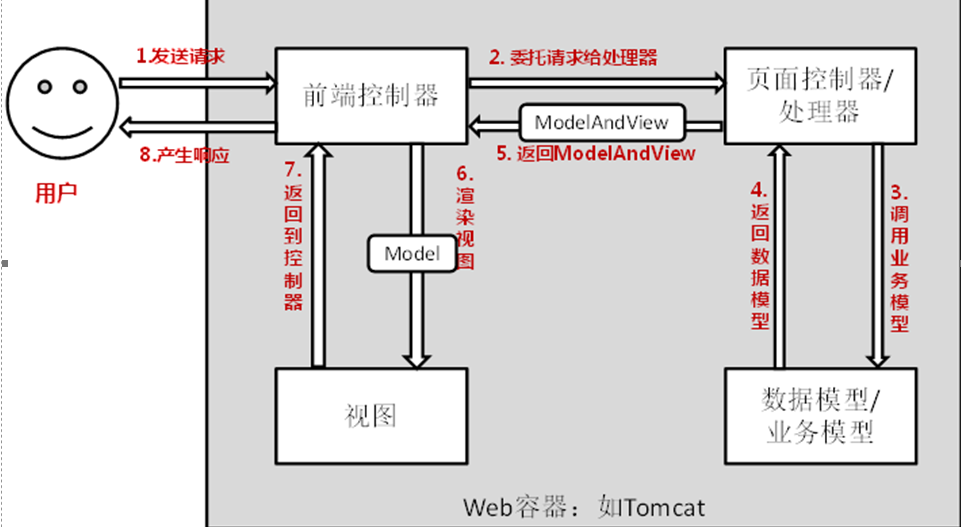 1.发送请求
2. 委托请求给处理器
前端控制器
页面控制器/
处理器
ModelAndView
8.产生响应
5. 返回ModelAndView
用户
7.返回到控制器
6.渲染视图
Model
4.返回数据模型
3.调用业务模型
视图
数据模型/
业务模型
Web容器：如Tomcat